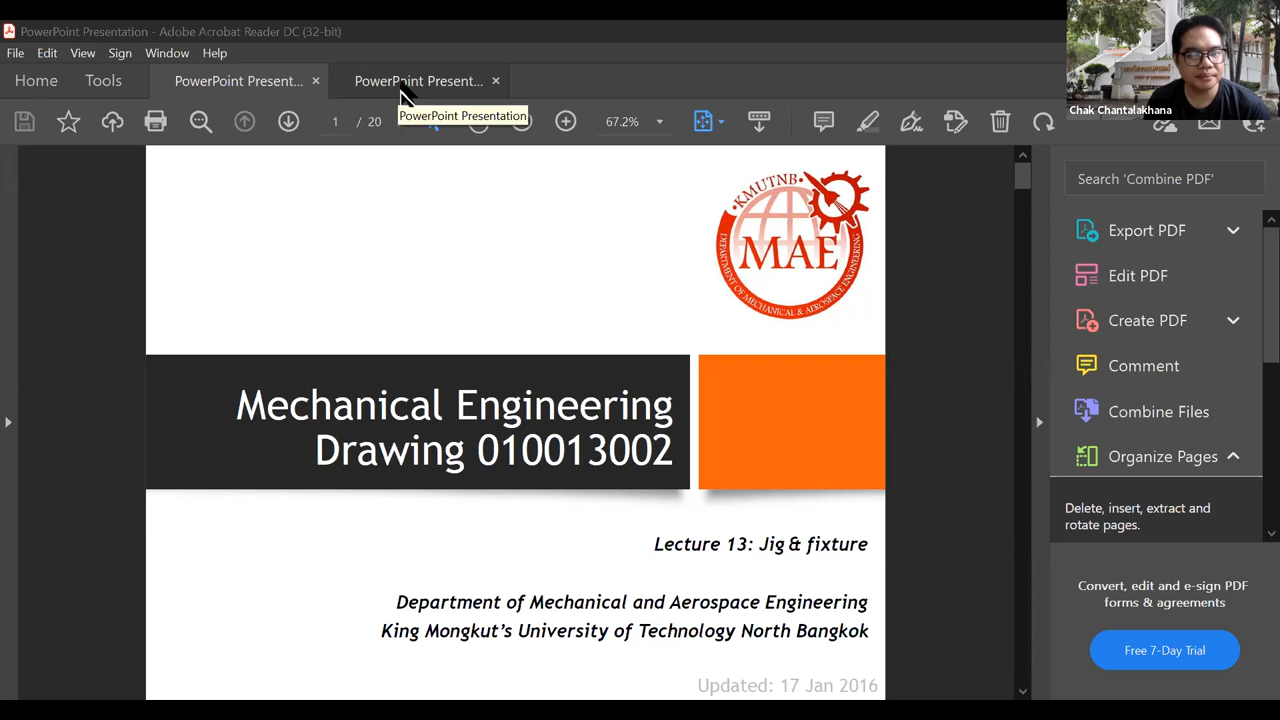 PowerPoint Presentation - Adobe Acrobat Reader DC (32-bit)
File Edit View Sign Window Help
Home Tools PowerPoint Present... × PowerPoint Present... ×
PowerPoint Presentation
1 / 20
67.2%
Chak Chantalakhana
Search 'Combine PDF'
Export PDF
Edit PDF
Create PDF
Comment
Combine Files
Organize Pages
Delete, insert, extract and
rotate pages.
Convert, edit and e-sign PDF
forms & agreements
Free 7-Day Trial
•KMUTNB•
MAE
DEPARTMENT OF MECHANICAL & AEROSPACE ENGINEERING
Mechanical Engineering
Drawing 010013002
Lecture 13: Jig & fixture
Department of Mechanical and Aerospace Engineering
King Mongkut's University of Technology North Bangkok
Updated: 17 Jan 2016